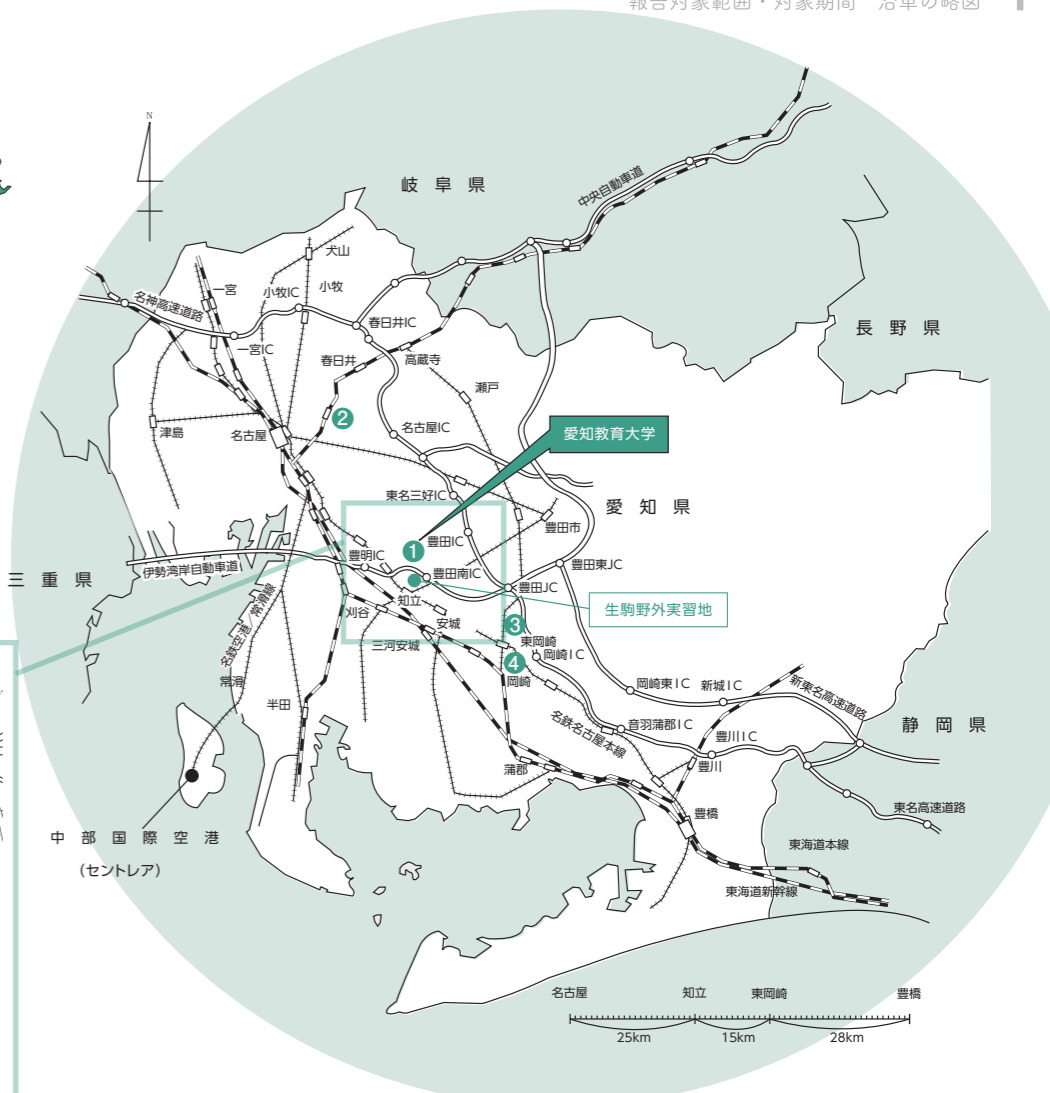 報告対象範囲・対象期間 沿革の略図
N
岐阜県
中央自動車道
犬山
一宮
小牧IC
小牧
名神高速道路
春日井IC
長野県
一宮IC
春日井
高蔵寺
瀬戸
2
津島
名古屋
名古屋IC
愛知教育大学
東名三好IC
愛知県
豊田市
豊田IC
1
豊明IC
豊田東JC
伊勢湾岸自動車道
豊田南IC
三重県
豊田JC
知立
生駒野外実習地
刈谷
安城
3
名鉄空港/常滑線
三河安城
東岡崎
岡崎IC
4
岡崎
常滑
岡崎東IC
新城IC
新東名高速道路
半田
名鉄名古屋本線
音羽蒲郡IC
静岡県
豊川IC
蒲郡
豊川
東名高速道路
豊橋
中部国際空港
(セントレア)
東海道本線
東海道新幹線
名古屋 知立 東岡崎 豊橋
25km 15km 28km